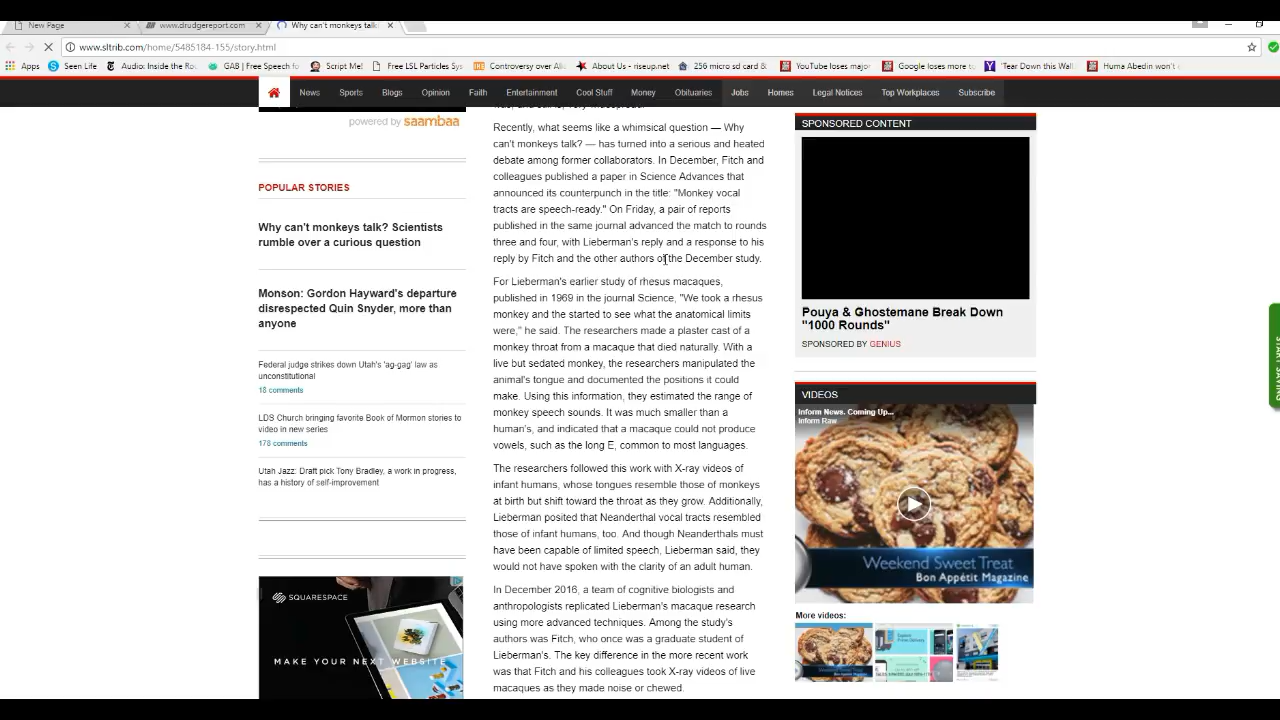 New Page
www.drudgereport.com
Why can't monkeys talk
www.sltrib.com/home/5485184-155/story.html
Apps
Seen Life
Audio: Inside the Ro
GAB | Free Speech fo
Script Me!
Free LSL Particles Sys
Controversy over Al
About Us - riseup.net
256 micro sd card &
YouTube loses major
Google loses more to
'Tear Down this Wall
Huma Abedin won't c
News
Sports
Blogs
Opinion
Faith
Entertainment
Cool Stuff
Money
Obituaries
Jobs
Homes
Legal Notices
Top Workplaces
Subscribe
powered by saambaa
POPULAR STORIES
Why can't monkeys talk? Scientists
rumble over a curious question
Monson: Gordon Hayward's departure
disrespected Quin Snyder, more than
anyone
Federal judge strikes down Utah's 'ag-gag' law as
unconstitutional
18 comments
LDS Church bringing favorite Book of Mormon stories to
video in new series
178 comments
Utah Jazz: Draft pick Tony Bradley, a work in progress,
has a history of self-improvement
SQUARESPACE
MAKE YOUR NEXT WEBSITE
Recently, what seems like a whimsical question — Why
can't monkeys talk? — has turned into a serious and heated
debate among former collaborators. In December, Fitch and
colleagues published a paper in Science Advances that
announced its counterpunch in the title: "Monkey vocal
tracts are speech-ready." On Friday, a pair of reports
published in the same journal advanced the match to rounds
three and four, with Lieberman's reply and a response to his
reply by Fitch and the other authors of the December study.
For Lieberman's earlier study of rhesus macaques,
published in 1969 in the journal Science, "We took a rhesus
monkey and the started to see what the anatomical limits
were," he said. The researchers made a plaster cast of a
monkey throat from a macaque that died naturally. With a
live but sedated monkey, the researchers manipulated the
animal's tongue and documented the positions it could
make. Using this information, they estimated the range of
monkey speech sounds. It was much smaller than a
human's, and indicated that a macaque could not produce
vowels, such as the long E, common to most languages.
The researchers followed this work with X-ray videos of
infant humans, whose tongues resemble those of monkeys
at birth but shift toward the throat as they grow. Additionally,
Lieberman posited that Neanderthal vocal tracts resembled
those of infant humans, too. And though Neanderthals must
have been capable of limited speech, Lieberman said, they
would not have spoken with the clarity of an adult human.
In December 2016, a team of cognitive biologists and
anthropologists replicated Lieberman's macaque research
using more advanced techniques. Among the study's
authors was Fitch, who once was a graduate student of
Lieberman's. The key difference in the more recent work
was that Fitch and his colleagues took X-ray videos of live
macaques as they made noise or chewed.
SPONSORED CONTENT
Pouya & Ghostemane Break Down
"1000 Rounds"
SPONSORED BY GENIUS
VIDEOS
Inform News. Coming Up...
Inform Raw
Weekend Sweet Treat
Bon Appétit Magazine
More videos: